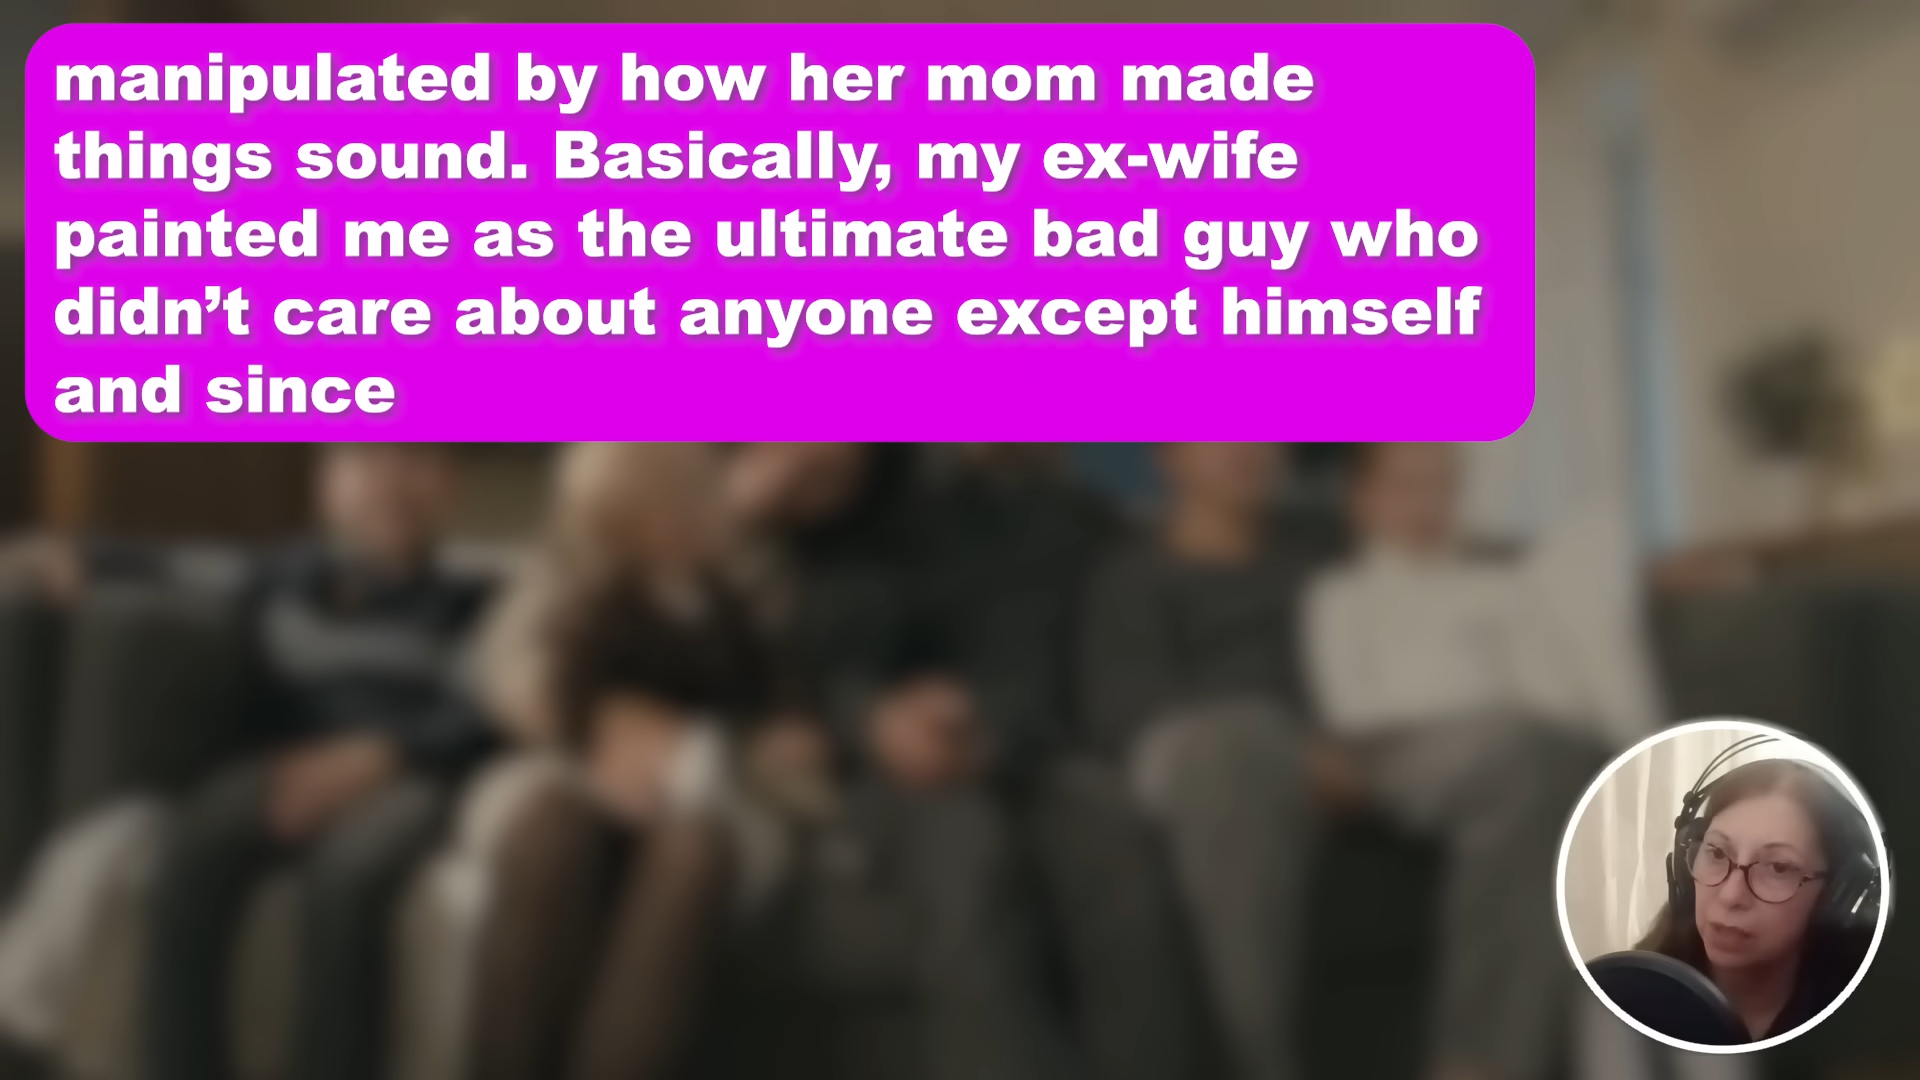 manipulated by how her mom made
things sound. Basically, my ex-wife
painted me as the ultimate bad guy who
didn’t care about anyone except himself
and since